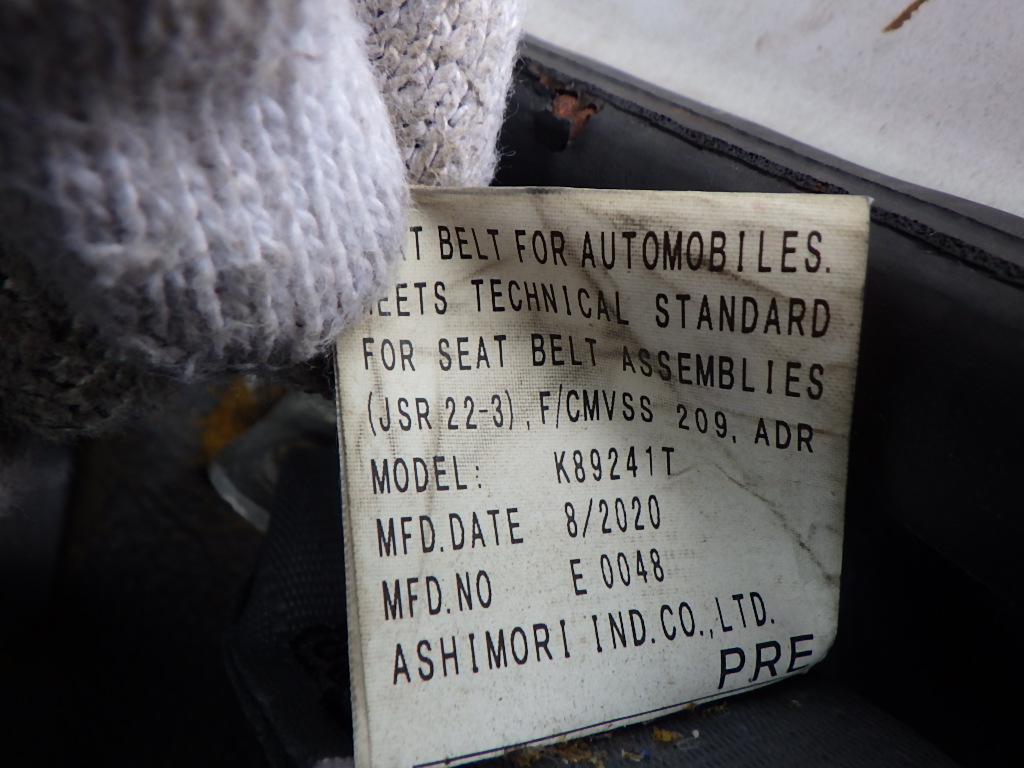 T BELT FOR AUTOMOBILES.
EETS TECHNICAL STANDARD
FOR SEAT BELT ASSEMBLIES
(JSR 22-3), F/CMVSS 209, ADR
MODEL: K89241T
MFD.DATE 8/2020
MFD.NO E 0048
ASHIMORI IND.CO.,LTD.
PRE